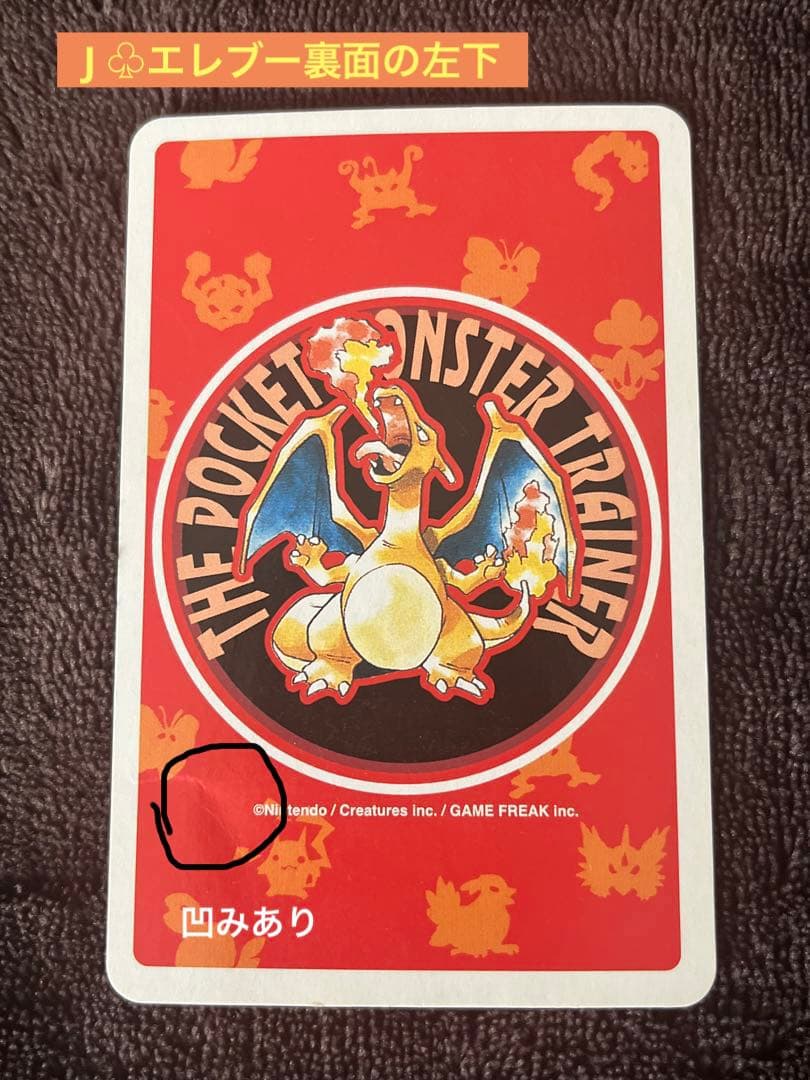 J ♧エレブー裏面の左下
THE POCKET MONSTER TRAINER
©Nintendo / Creatures inc. / GAME FREAK inc.
凹みあり